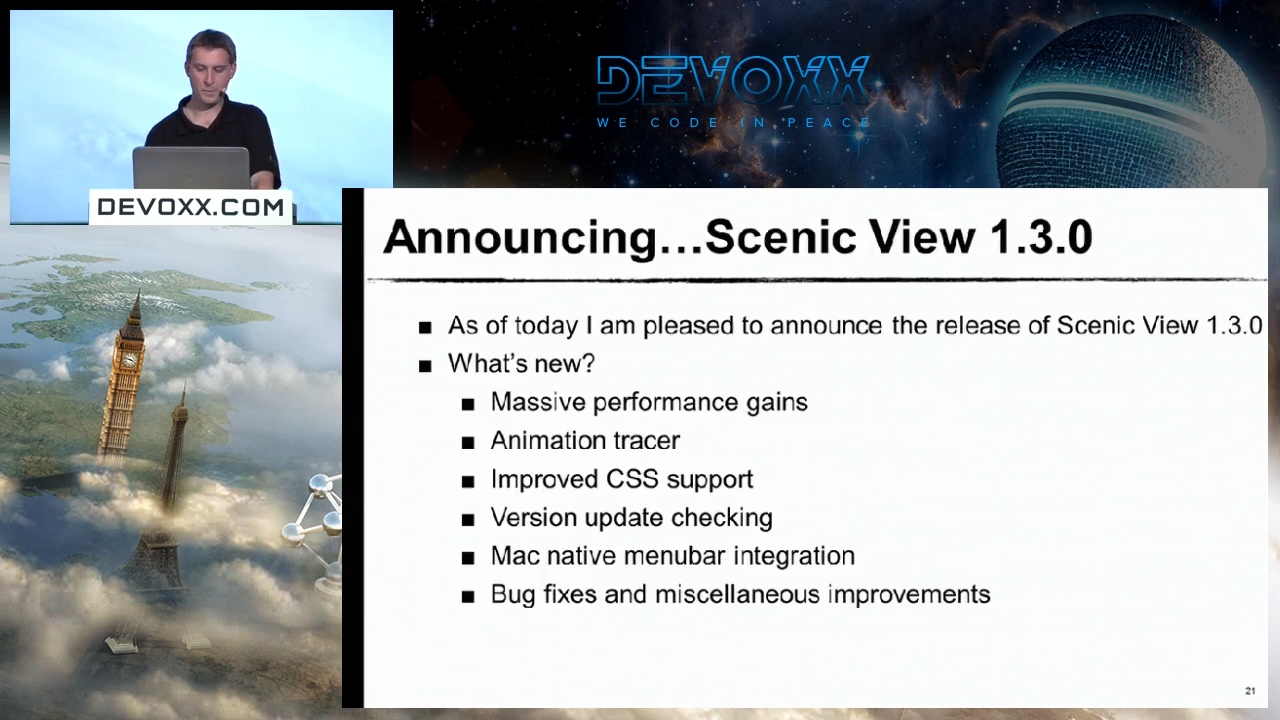 DEVOXX
WE CODE IN PEACE
DEVOXX.COM
Announcing...Scenic View 1.3.0
■ As of today I am pleased to announce the release of Scenic View 1.3.0
■ What's new?
■ Massive performance gains
■ Animation tracer
■ Improved CSS support
■ Version update checking
■ Mac native menubar integration
■ Bug fixes and miscellaneous improvements
21